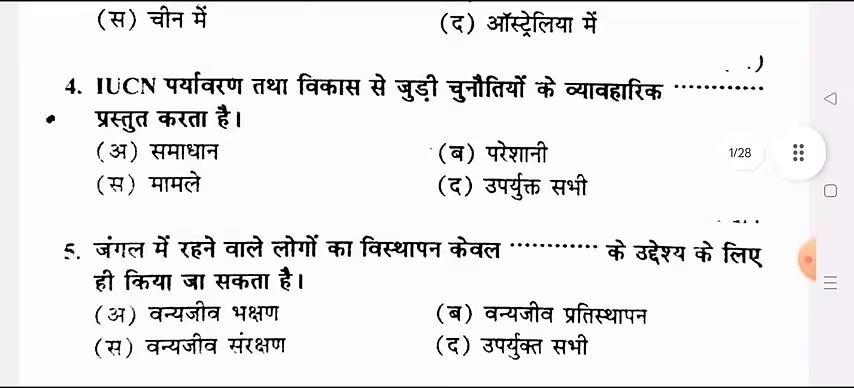 (स) चीन में (द) ऑस्ट्रेलिया में
4. IUCN पर्यावरण तथा विकास से जुड़ी चुनौतियों के व्यावहारिक ............
प्रस्तुत करता है।
(अ) समाधान (ब) परेशानी
(स) मामले (द) उपर्युक्त सभी
1/28
5. जंगल में रहने वाले लोगों का विस्थापन केवल ............ के उद्देश्य के लिए
ही किया जा सकता है।
(अ) वन्यजीव भक्षण (ब) वन्यजीव प्रतिस्थापन
(स) वन्यजीव संरक्षण (द) उपर्युक्त सभी